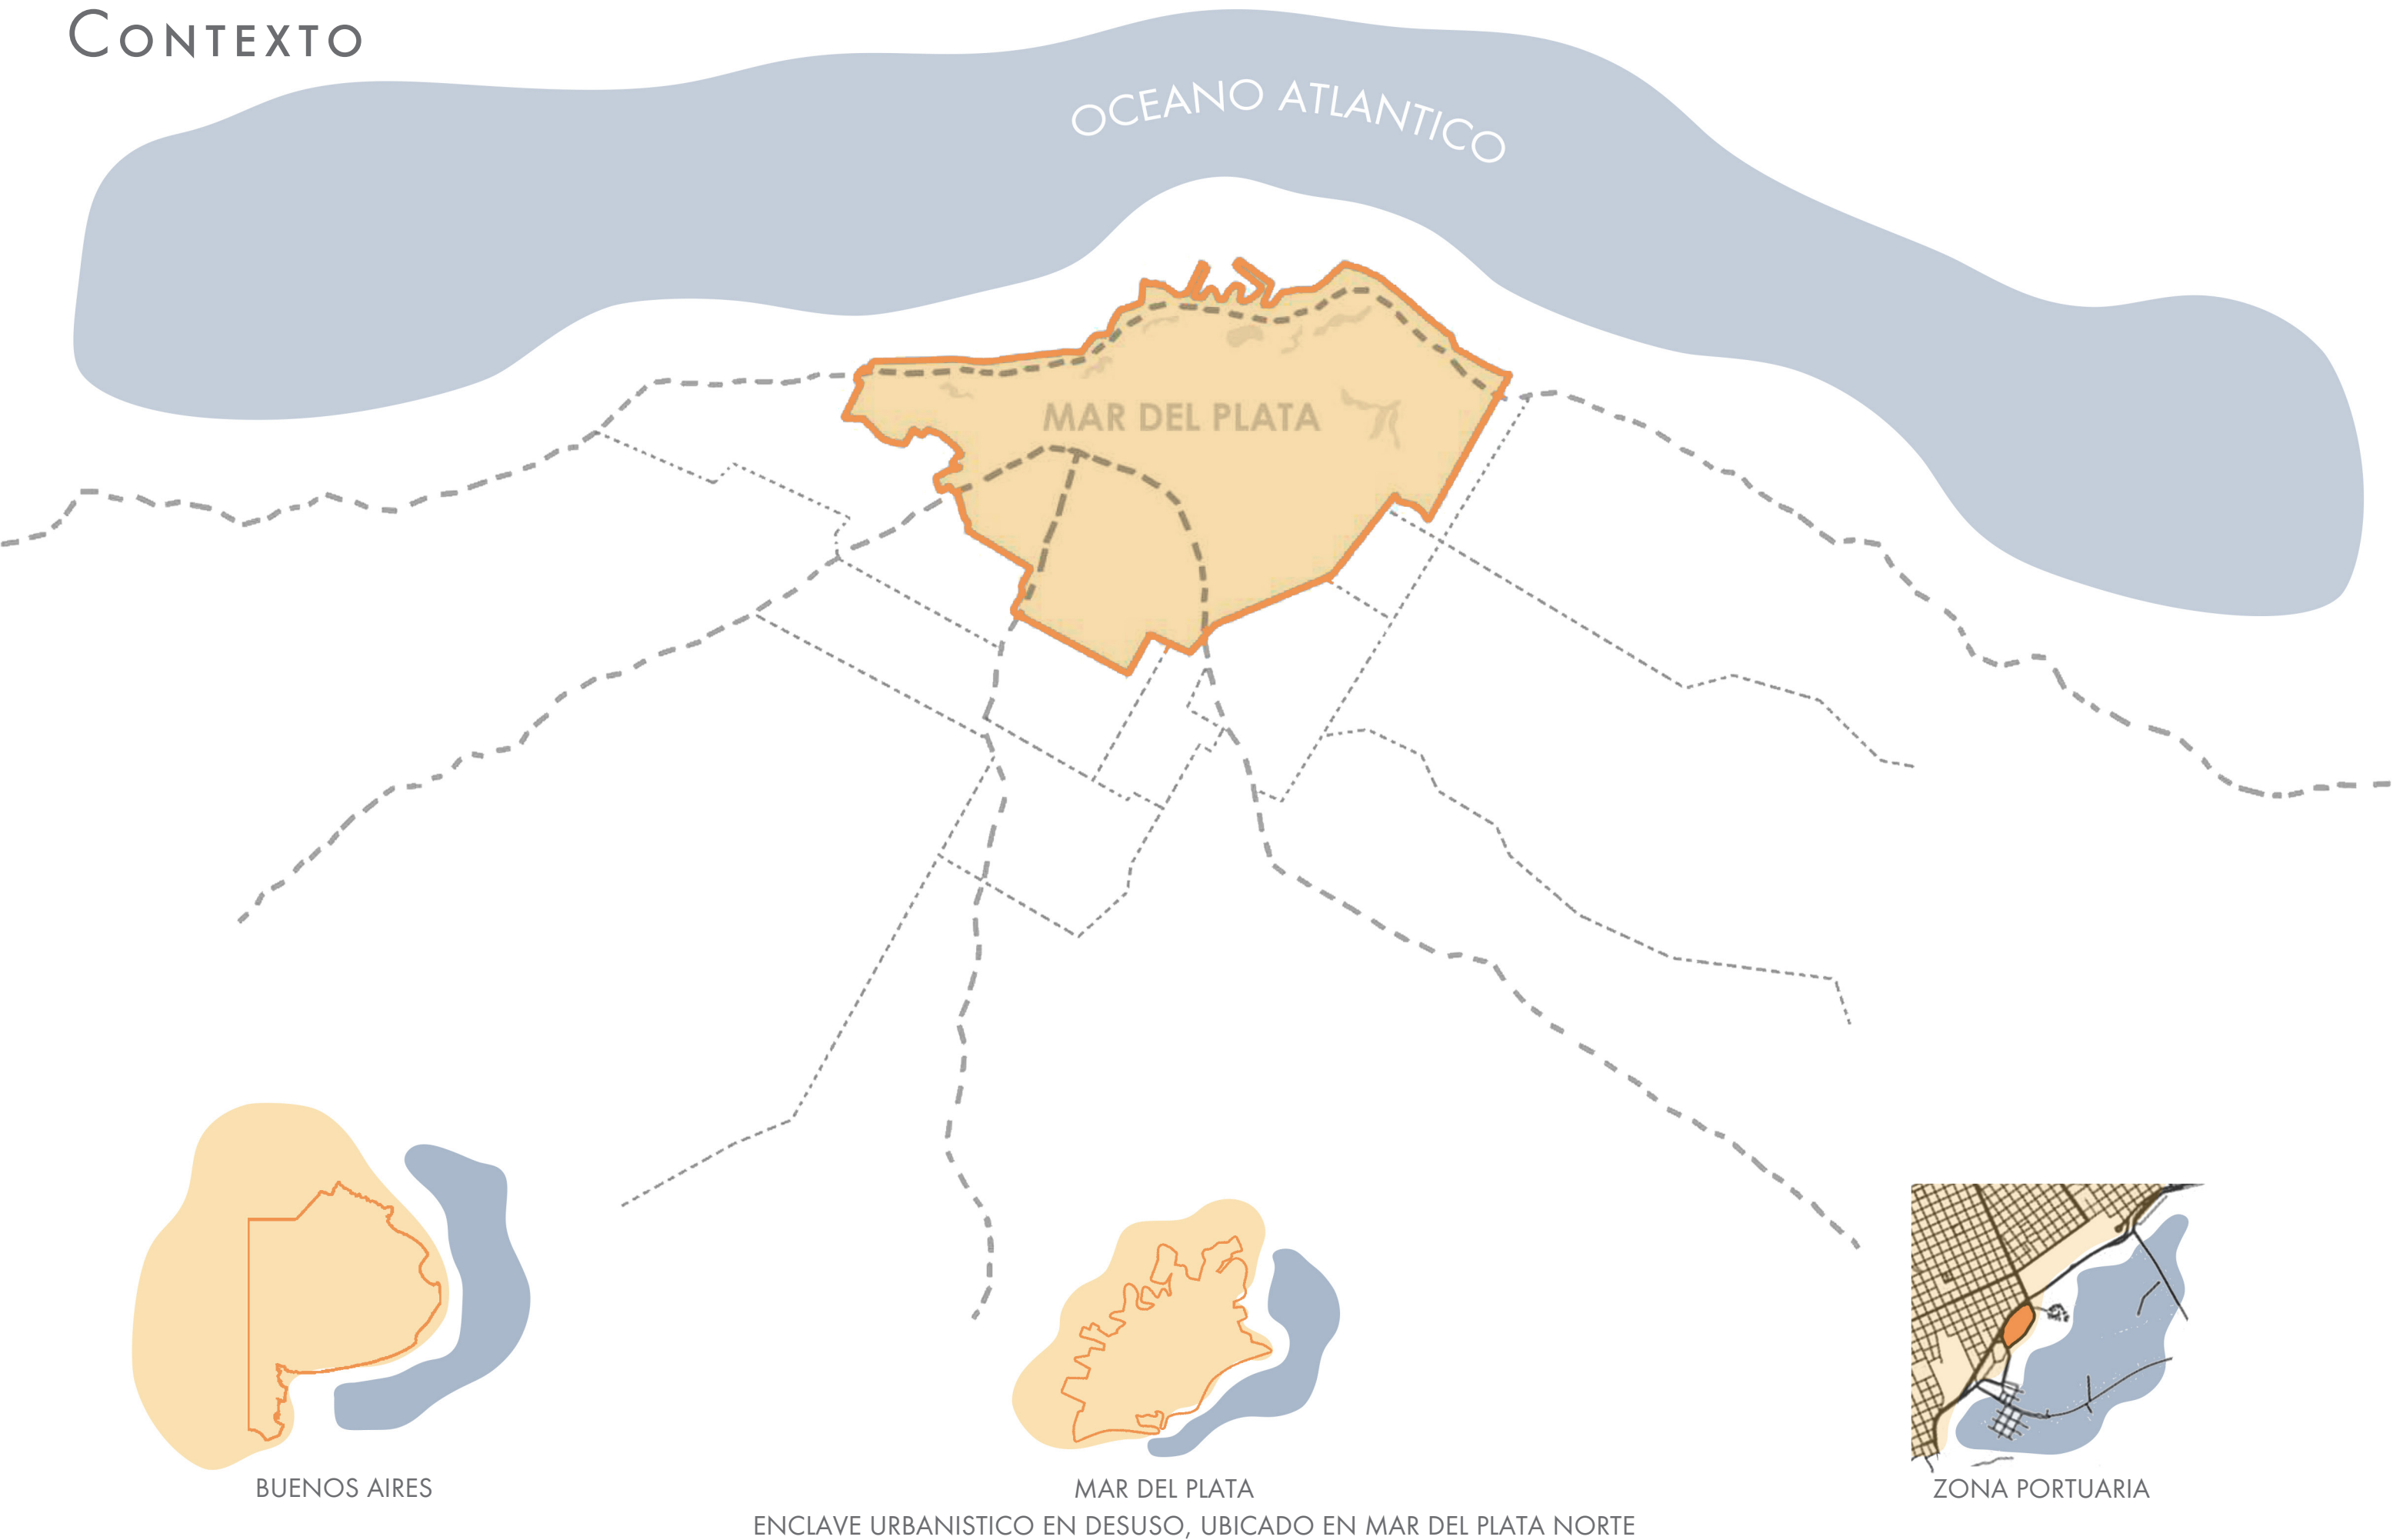 CONTEXTO
OCEANO ATLANTICO
MAR DEL PLATA
BUENOS AIRES
MAR DEL PLATA
ZONA PORTUARIA
ENCLAVE URBANISTICO EN DESUSO, UBICADO EN MAR DEL PLATA NORTE